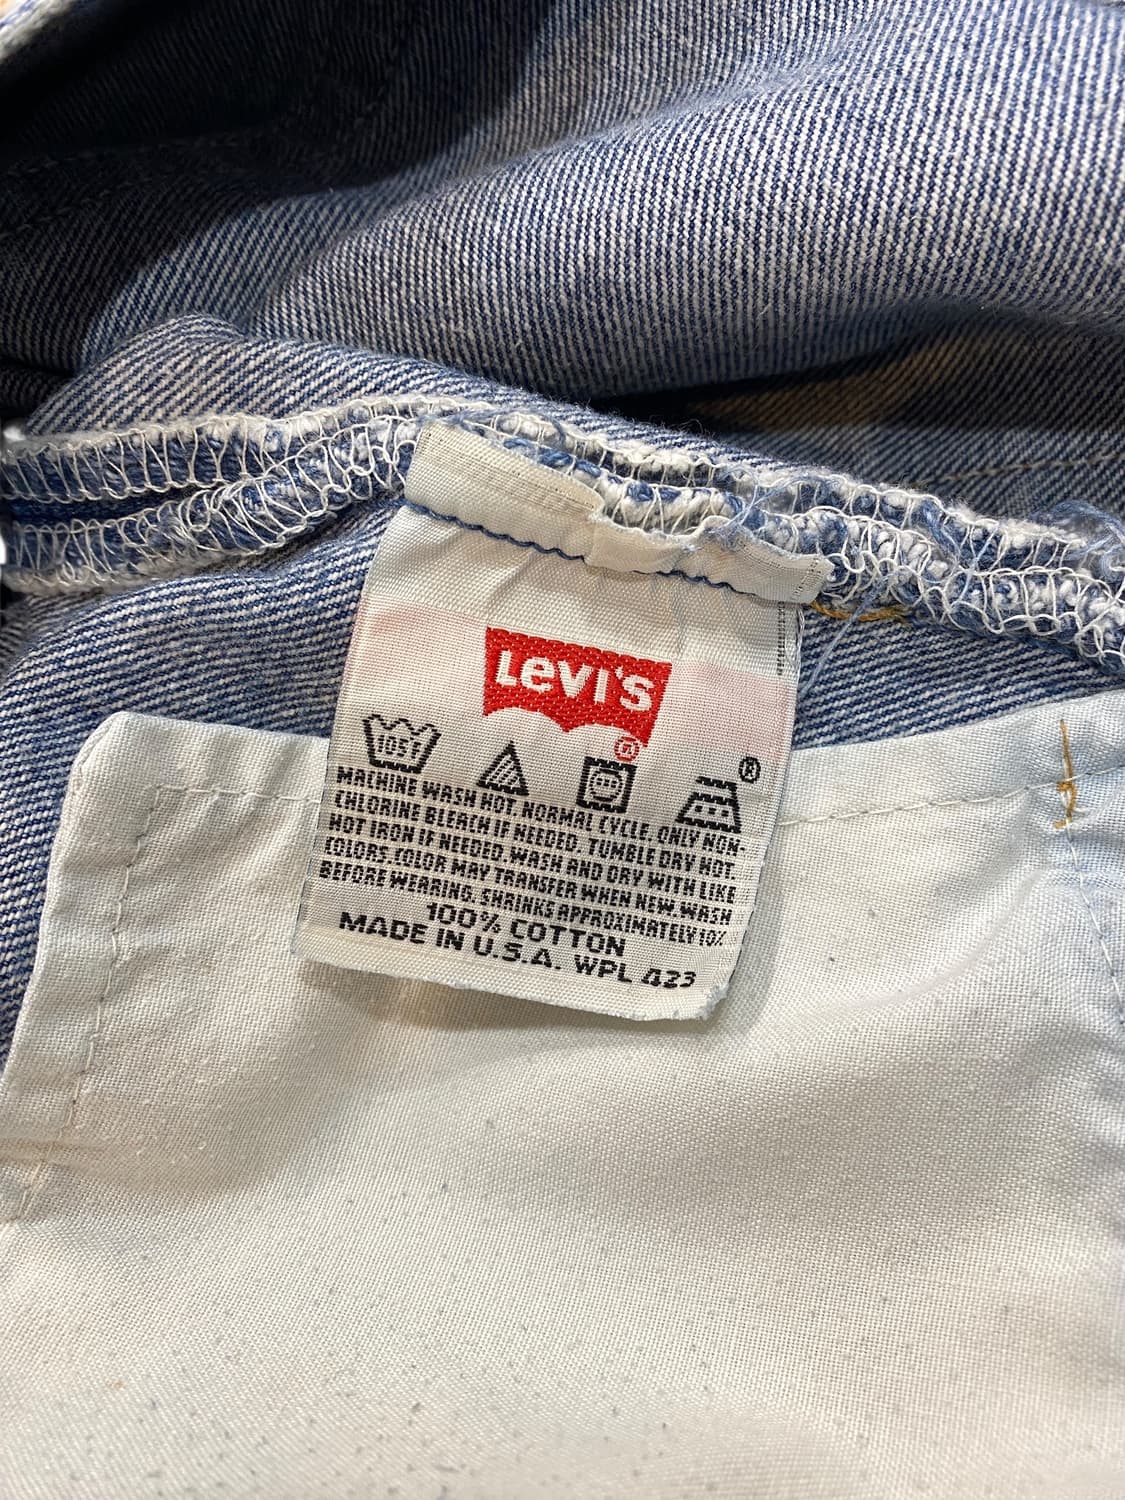 Levi's
®
105F
®
MACHINE WASH HOT NORMAL CYCLE. ONLY NON-
CHLORINE BLEACH IF NEEDED. TUMBLE DRY HOT.
HOT IRON IF NEEDED. WASH AND DRY WITH LIKE
COLORS. COLOR MAY TRANSFER WHEN NEW. WASH
BEFORE WEARING. SHRINKS APPROXIMATELY 10%
100% COTTON
MADE IN U.S.A. WPL 423